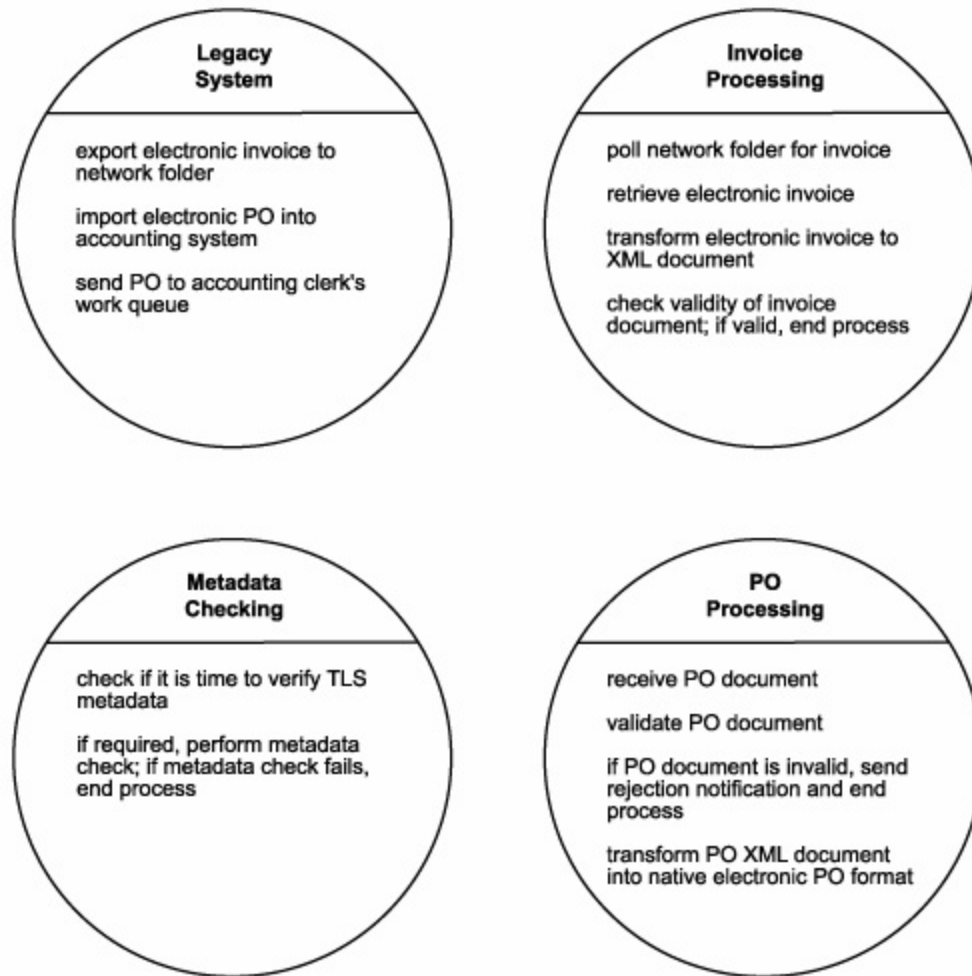 Legacy
System
export electronic invoice to
network folder
import electronic PO into
accounting system
send PO to accounting clerk's
work queue
Invoice
Processing
poll network folder for invoice
retrieve electronic invoice
transform electronic invoice to
XML document
check validity of invoice
document; if valid, end process
Metadata
Checking
check if it is time to verify TLS
metadata
if required, perform metadata
check; if metadata check fails,
end process
PO
Processing
receive PO document
validate PO document
if PO document is invalid, send
rejection notification and end
process
transform PO XML document
into native electronic PO format